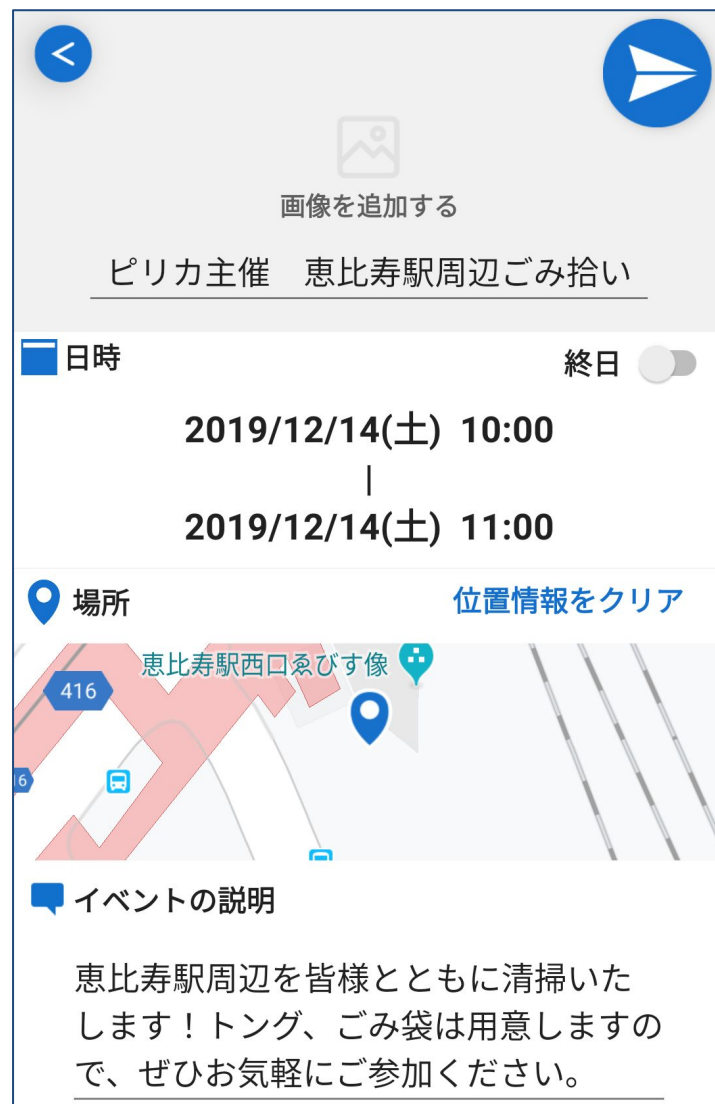 画像を追加する
ピリカ主催　恵比寿駅周辺ごみ拾い
日時
終日
2019/12/14(土) 10:00
|
2019/12/14(土) 11:00
場所
位置情報をクリア
恵比寿駅西口ゑびす像
416
16
イベントの説明
恵比寿駅周辺を皆様とともに清掃いた
します！トング、ごみ袋は用意しますの
で、ぜひお気軽にご参加ください。